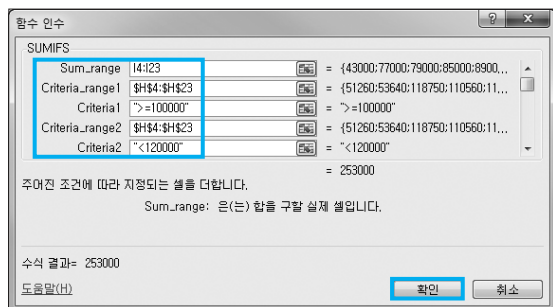 함수 인수
SUMIFS
Sum_range I4:I23 = {43000;77000;79000;85000;8900...
Criteria_range1 $H$4:$H$23 = {51260;53640;118750;110560;11...
Criteria1 ">=100000" = ">=100000"
Criteria_range2 $H$4:$H$23 = {51260;53640;118750;110560;11...
Criteria2 "<120000" = "<120000"
= 253000
주어진 조건에 따라 지정되는 셀을 더합니다.
Sum_range: 은(는) 합을 구할 실제 셀입니다.
수식 결과= 253000
도움말(H) 확인 취소